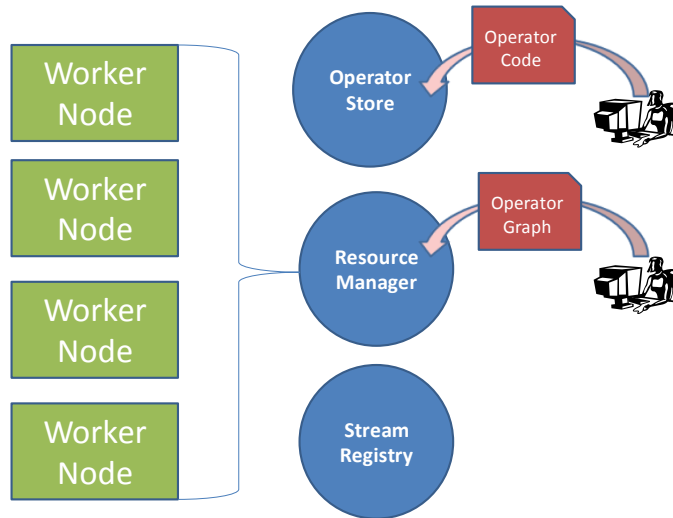 Worker
Node
Worker
Node
Worker
Node
Worker
Node
Operator
Store
Operator
Code
Resource
Manager
Operator
Graph
Stream
Registry